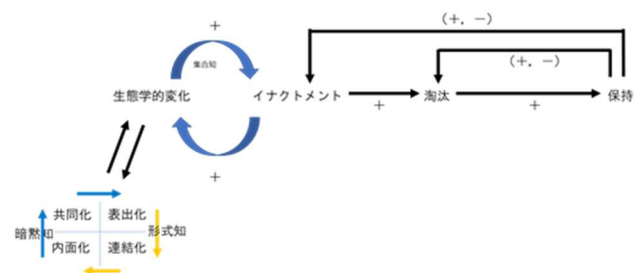 (+, −)
+
(+, −)
集合知
生態学的変化
イナクトメント
淘汰
保持
+
+
+
共同化
表出化
暗黙知
形式知
内面化
連結化